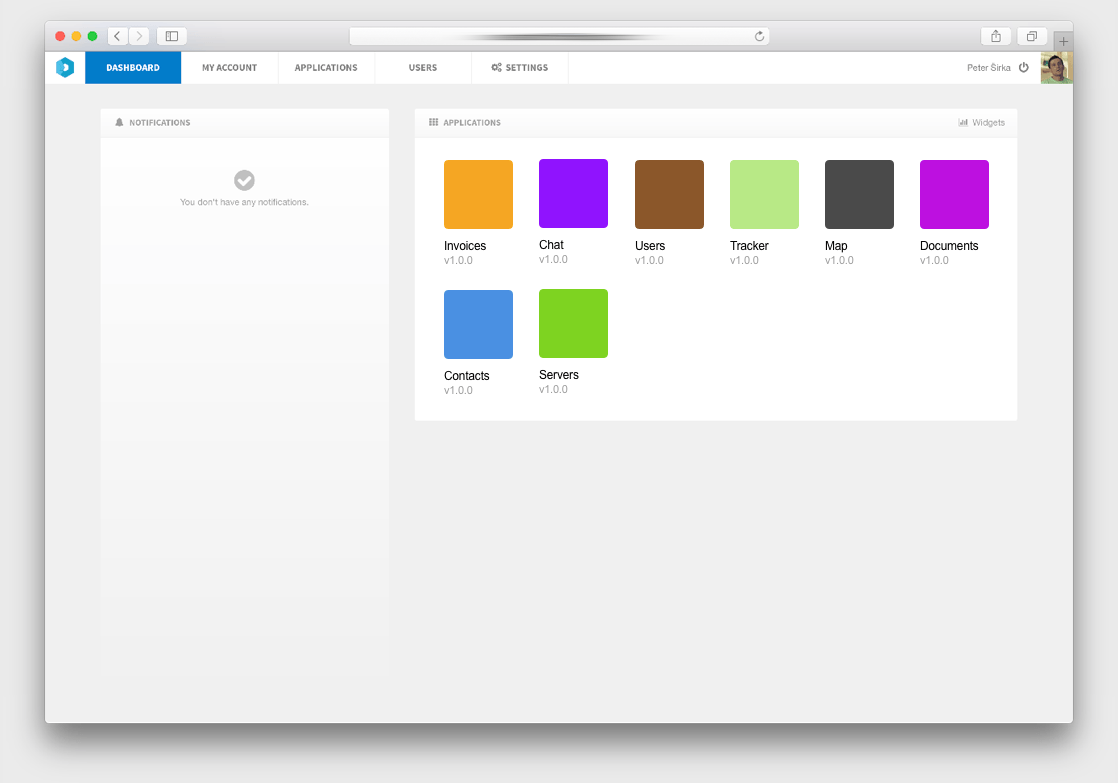 DASHBOARD
MY ACCOUNT
APPLICATIONS
USERS
SETTINGS
Peter Širka
NOTIFICATIONS
You don't have any notifications.
APPLICATIONS
Widgets
Invoices
v1.0.0
Chat
v1.0.0
Users
v1.0.0
Tracker
v1.0.0
Map
v1.0.0
Documents
v1.0.0
Contacts
v1.0.0
Servers
v1.0.0